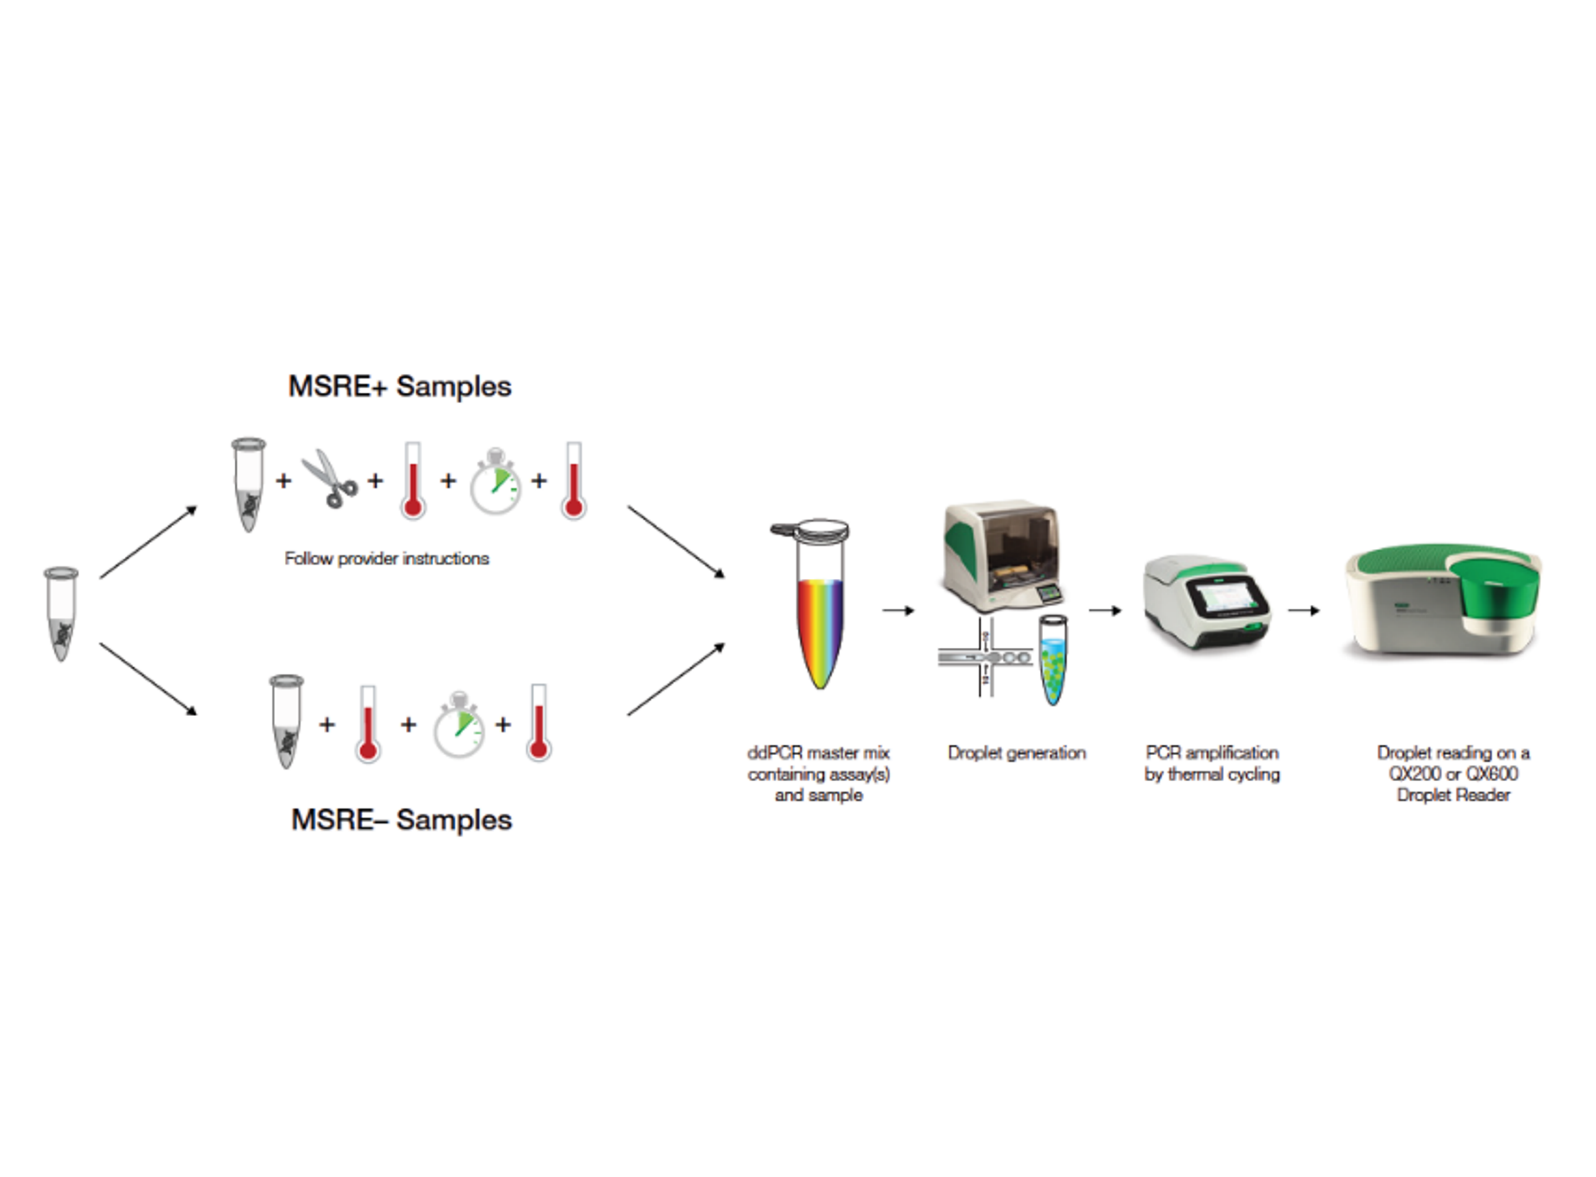 MSRE+ Samples
+ + + +
Follow provider instructions
+ + +
MSRE– Samples
ddPCR master mix
containing assay(s)
and sample
Droplet generation
PCR amplification
by thermal cycling
Droplet reading on a
QX200 or QX600
Droplet Reader